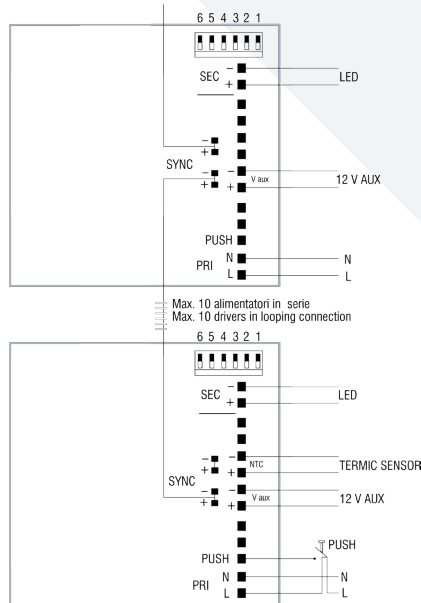 6 5 4 3 2 1
SEC - +
LED
- +
SYNC
- +
- + V aux
12 V AUX
PUSH
PRI N L
N
L
Max. 10 alimentatori in serie
Max. 10 drivers in looping connection
6 5 4 3 2 1
SEC - +
LED
- +
- + NTC
TERMIC SENSOR
SYNC
- +
- + V aux
12 V AUX
PUSH
PUSH
PRI N L
N
L